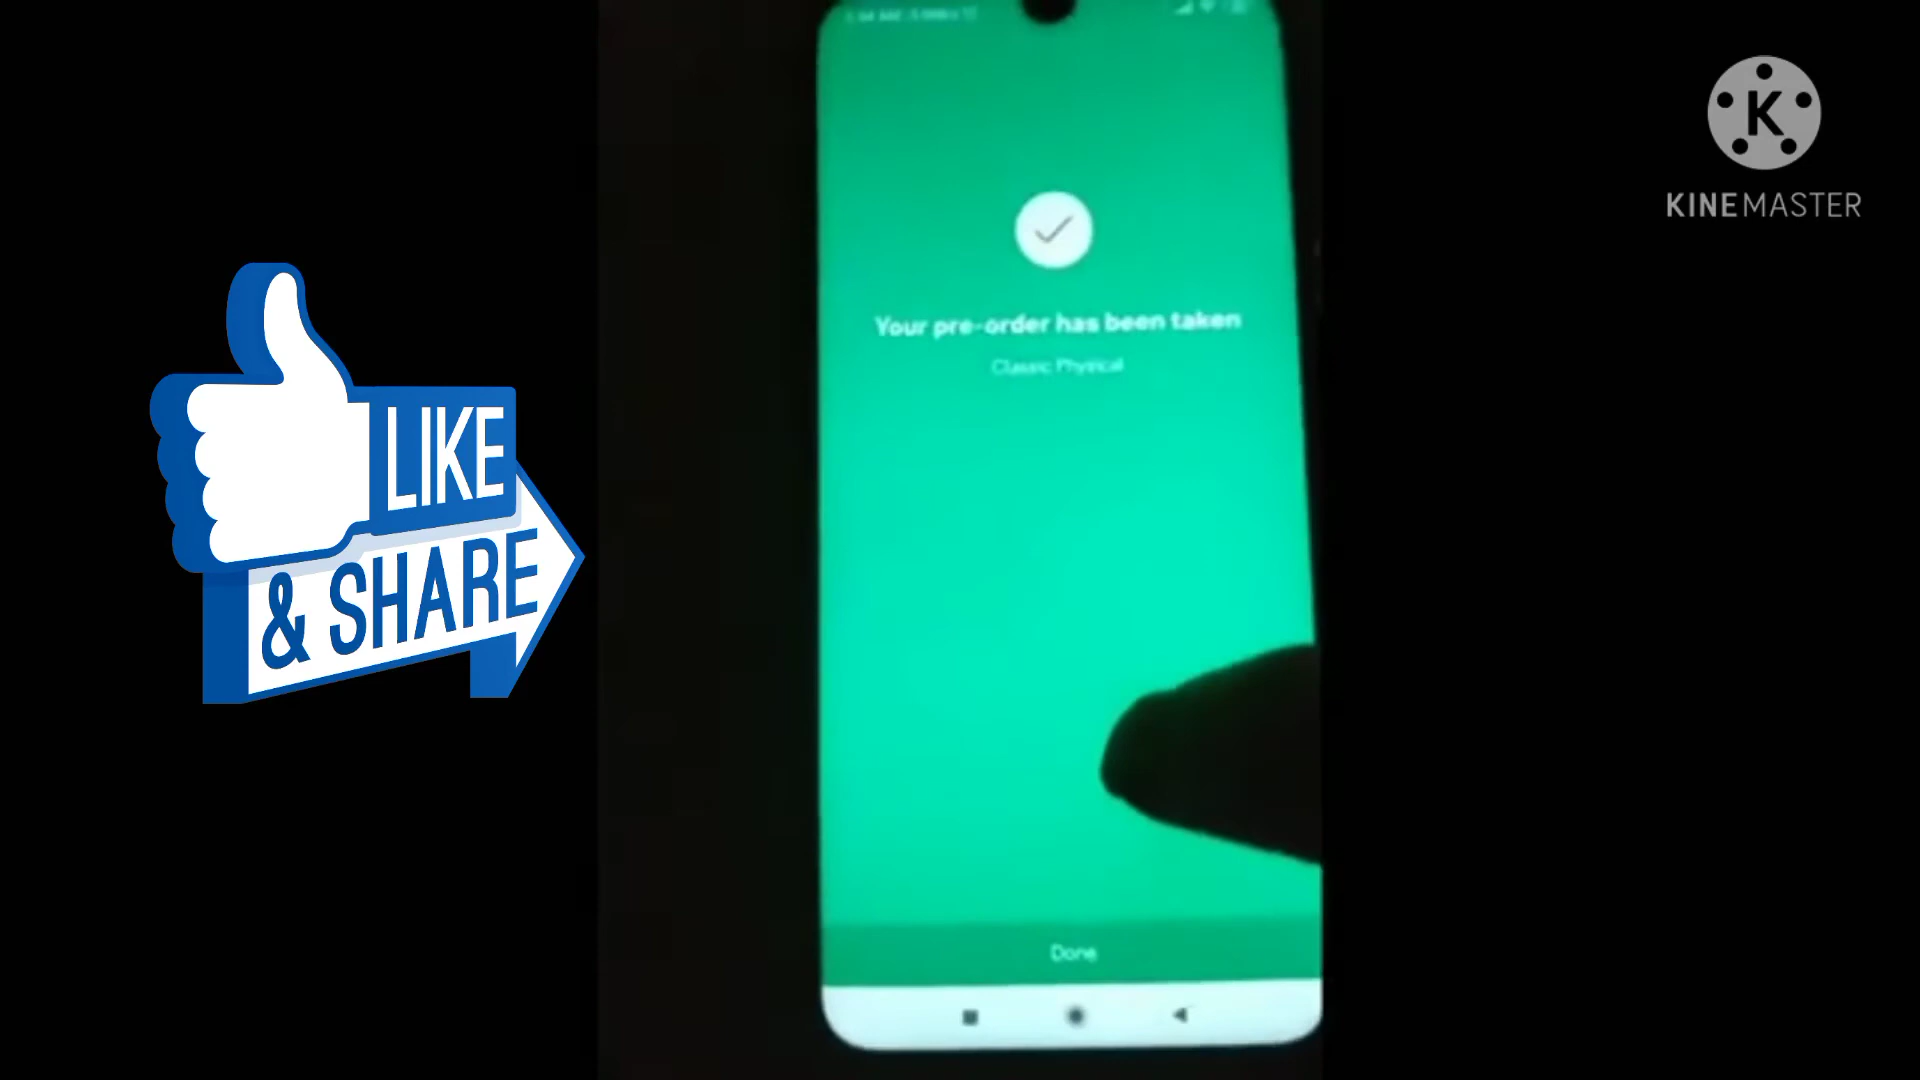 KINEMASTER
Your pre-order has been taken
Classic Physical
LIKE
& SHARE
Done